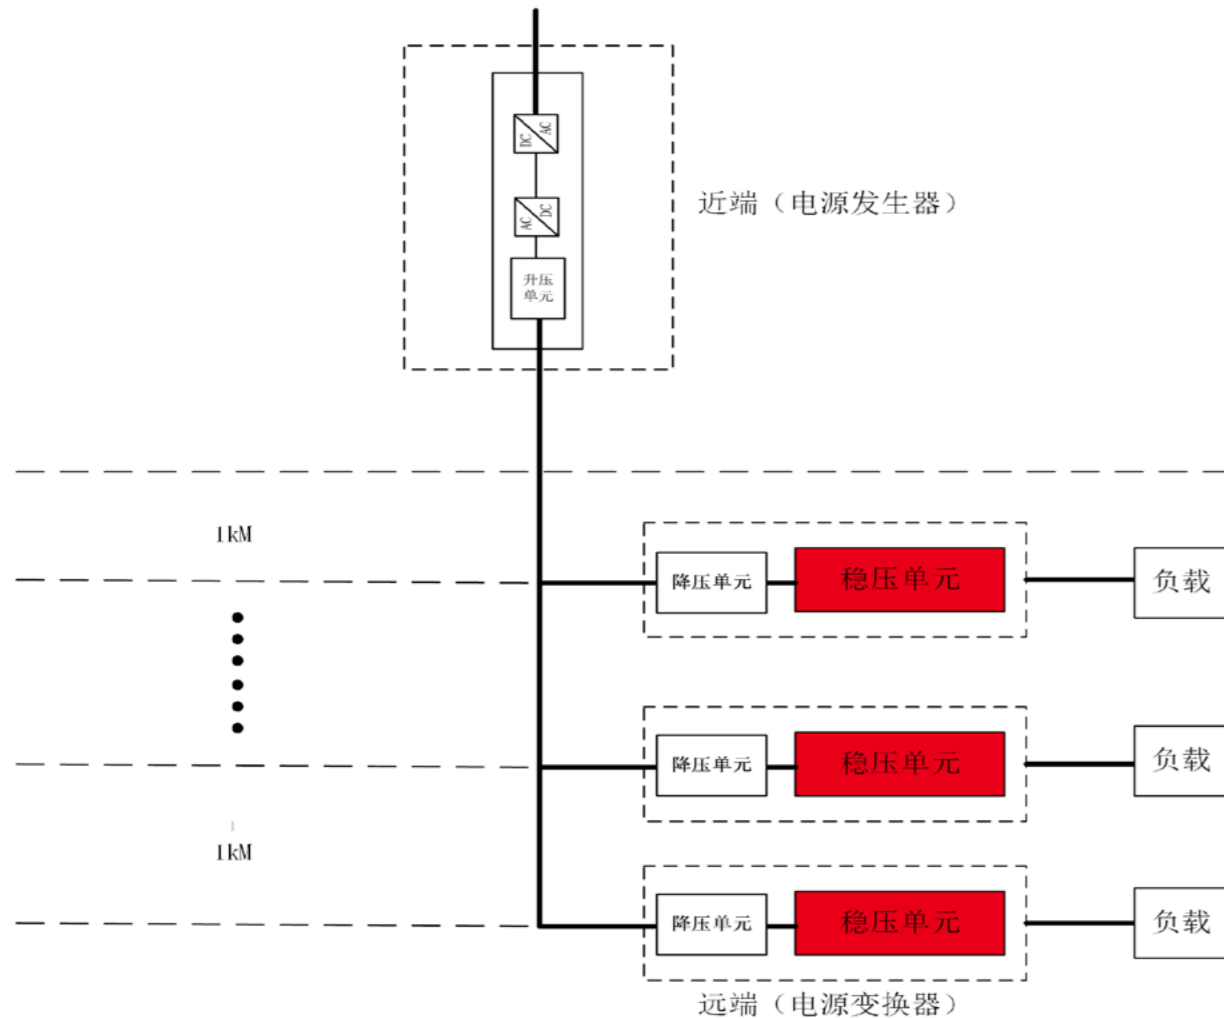 DC AC
AC DC
升压
单元
近端（电源发生器）
1kM
降压单元
稳压单元
负载
降压单元
稳压单元
负载
1kM
降压单元
稳压单元
负载
远端（电源变换器）